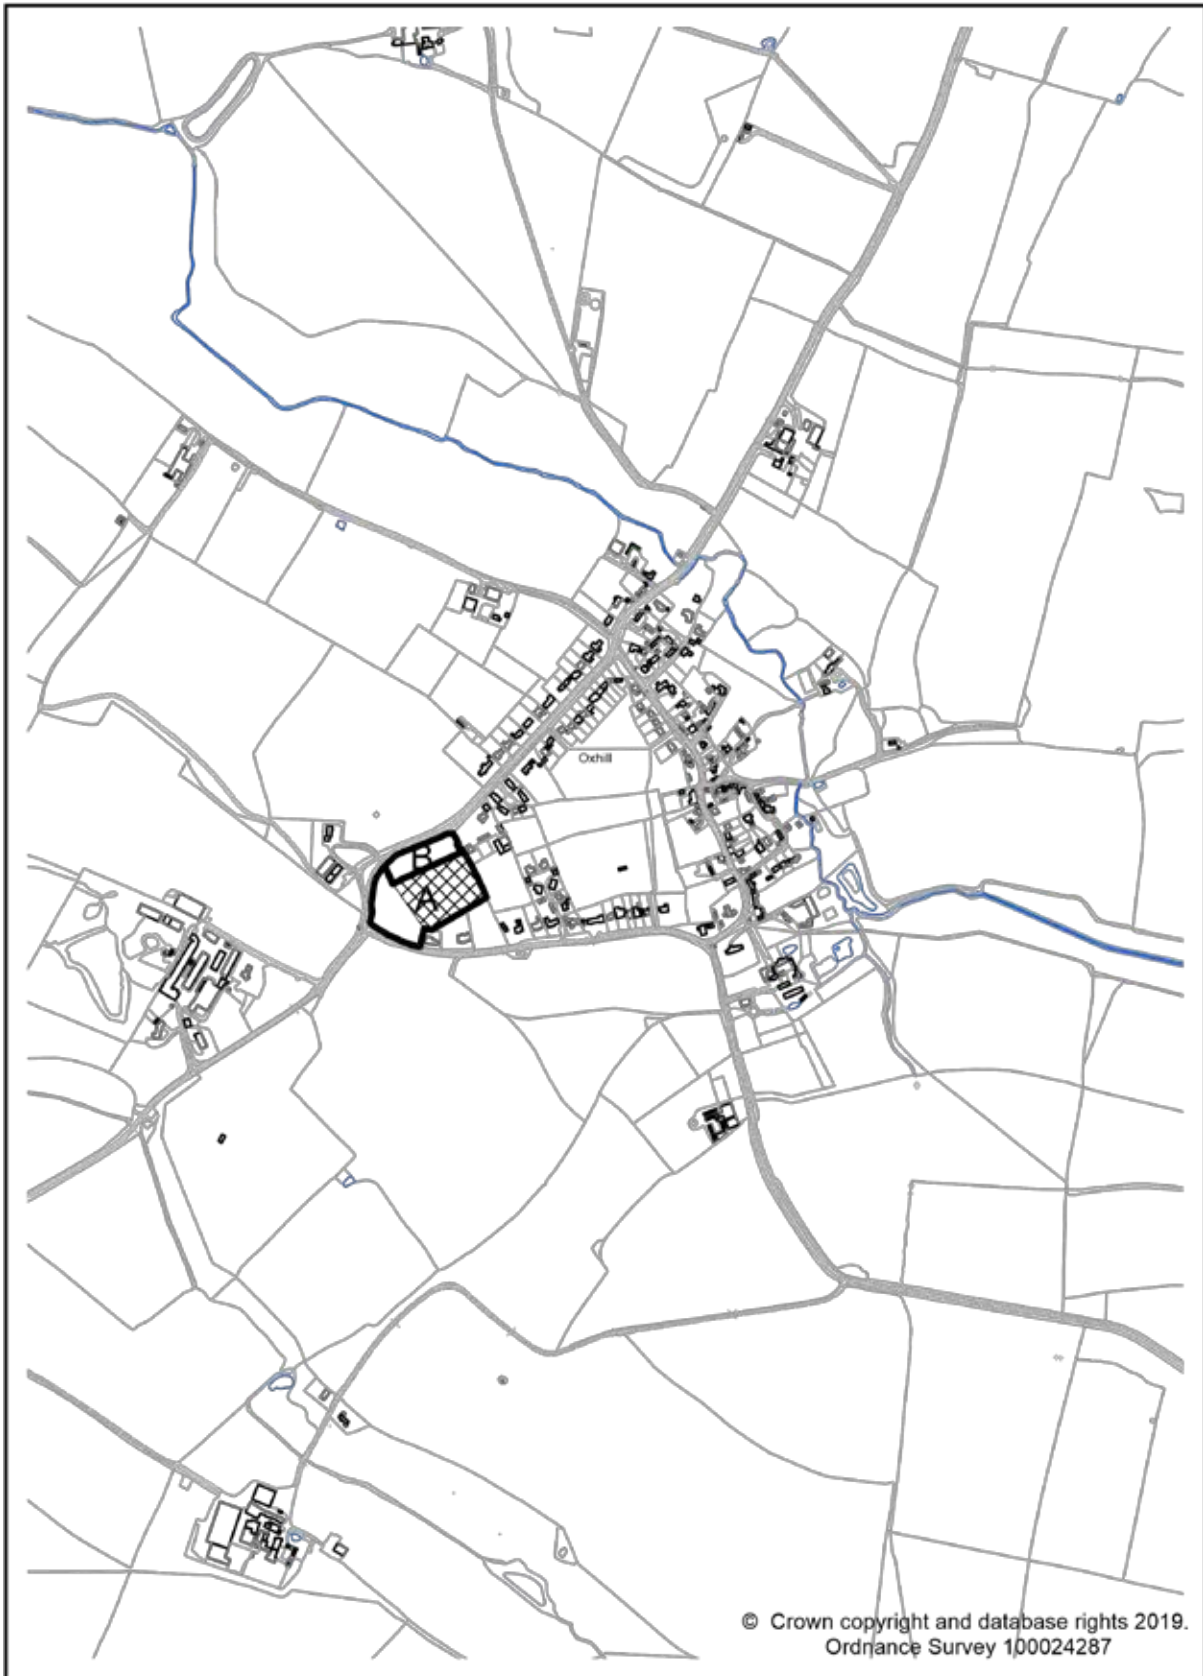 Oxhill
B
A
© Crown copyright and database rights 2019.
Ordnance Survey 100024287